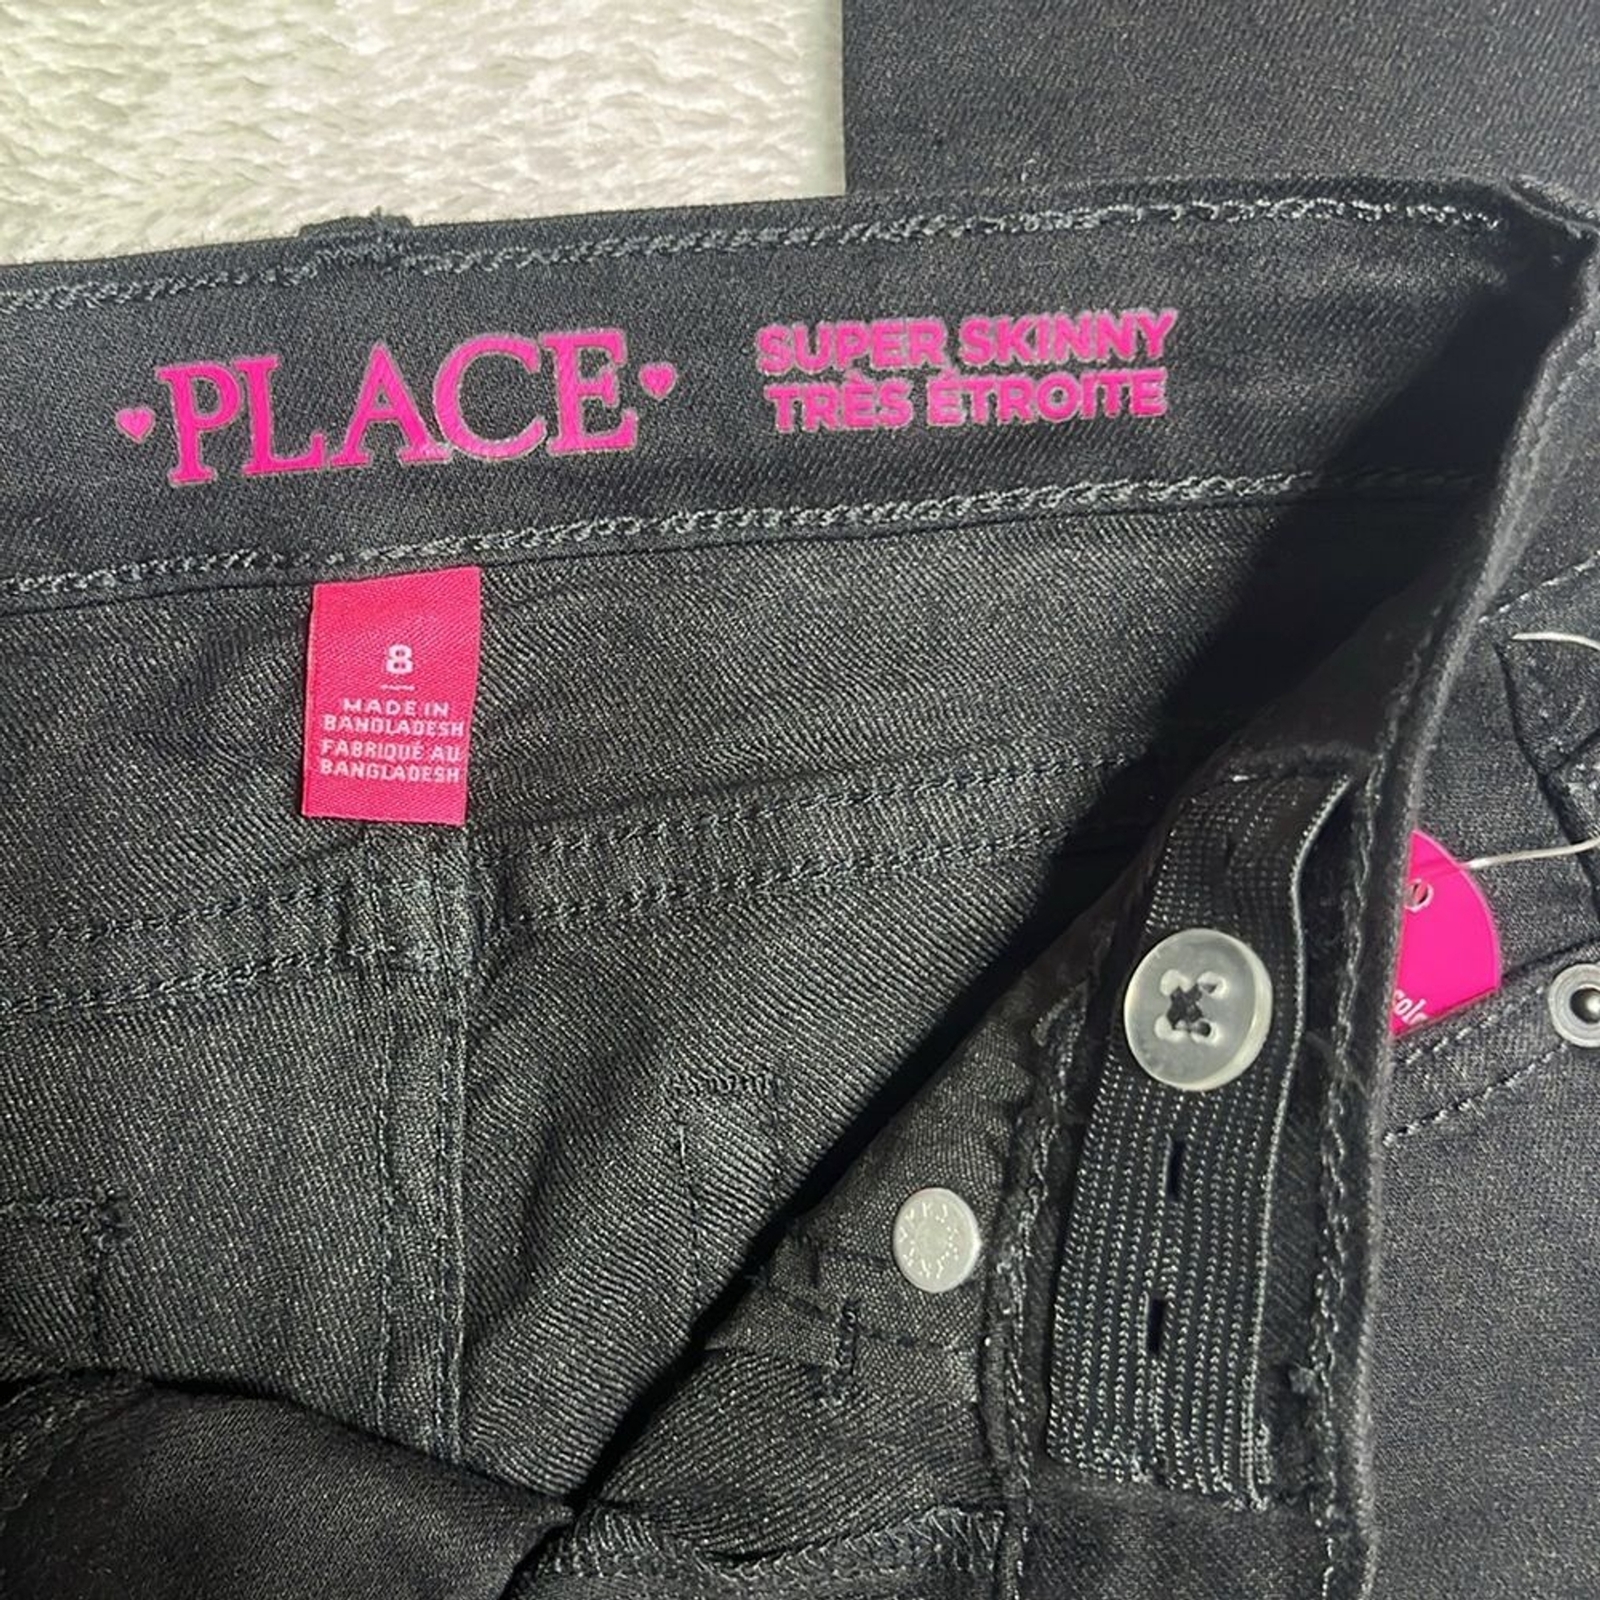 PLACE
SUPER SKINNY
TRÈS ÉTROITE
8
MADE IN
BANGLADESH
FABRIQUÉ AU
BANGLADESH